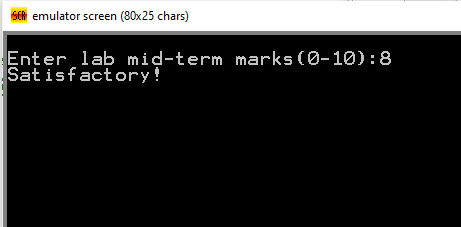 emulator screen (80x25 chars)
Enter lab mid-term marks(0-10):8
Satisfactory!